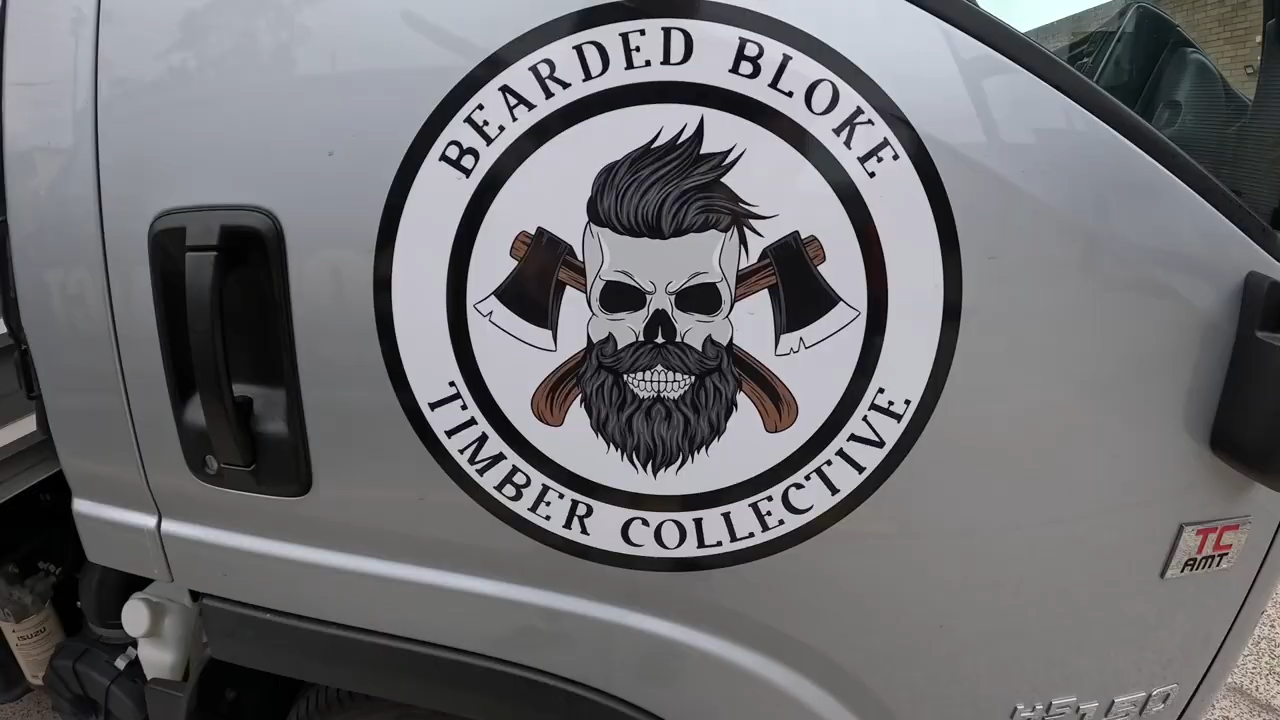 BEARDED BLOKE
TIMBER COLLECTIVE
TC
AMT
ISUZU